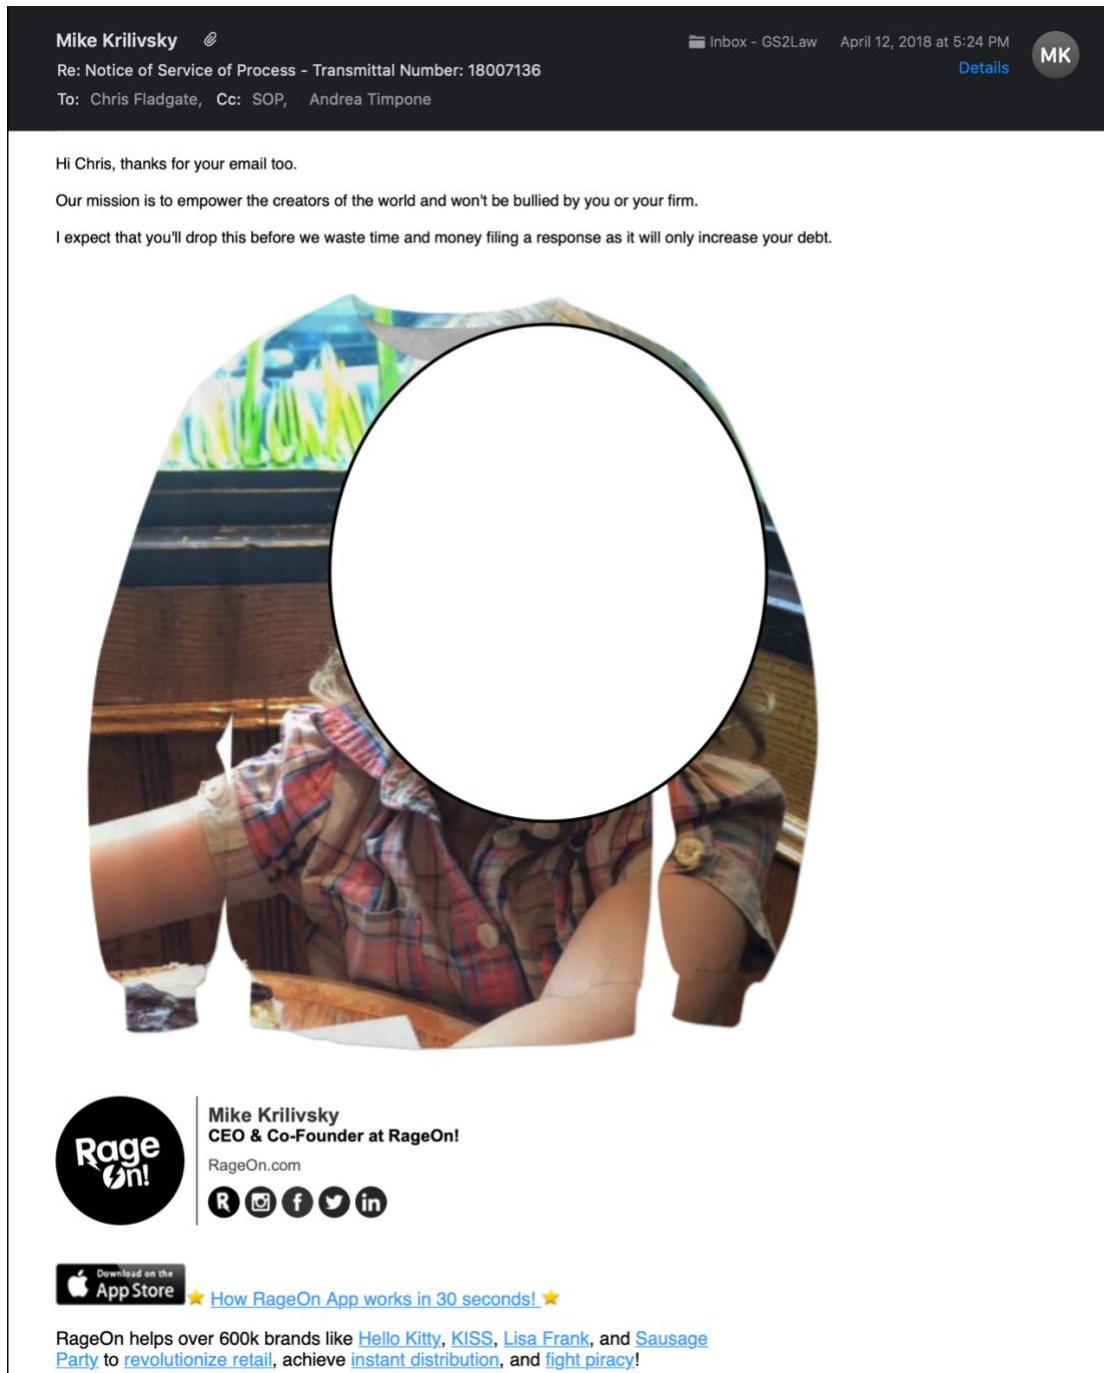 Mike Krilivsky
Inbox - GS2Law April 12, 2018 at 5:24 PM
MK
Re: Notice of Service of Process - Transmittal Number: 18007136
Details
To: Chris Fladgate, Cc: SOP, Andrea Timpone
Hi Chris, thanks for your email too.
Our mission is to empower the creators of the world and won't be bullied by you or your firm.
I expect that you'll drop this before we waste time and money filing a response as it will only increase your debt.
Rage
On!
Mike Krilivsky
CEO & Co-Founder at RageOn!
RageOn.com
R f in
Download on the
App Store
How RageOn App works in 30 seconds!
RageOn helps over 600k brands like Hello Kitty, KISS, Lisa Frank, and Sausage
Party to revolutionize retail, achieve instant distribution, and fight piracy!